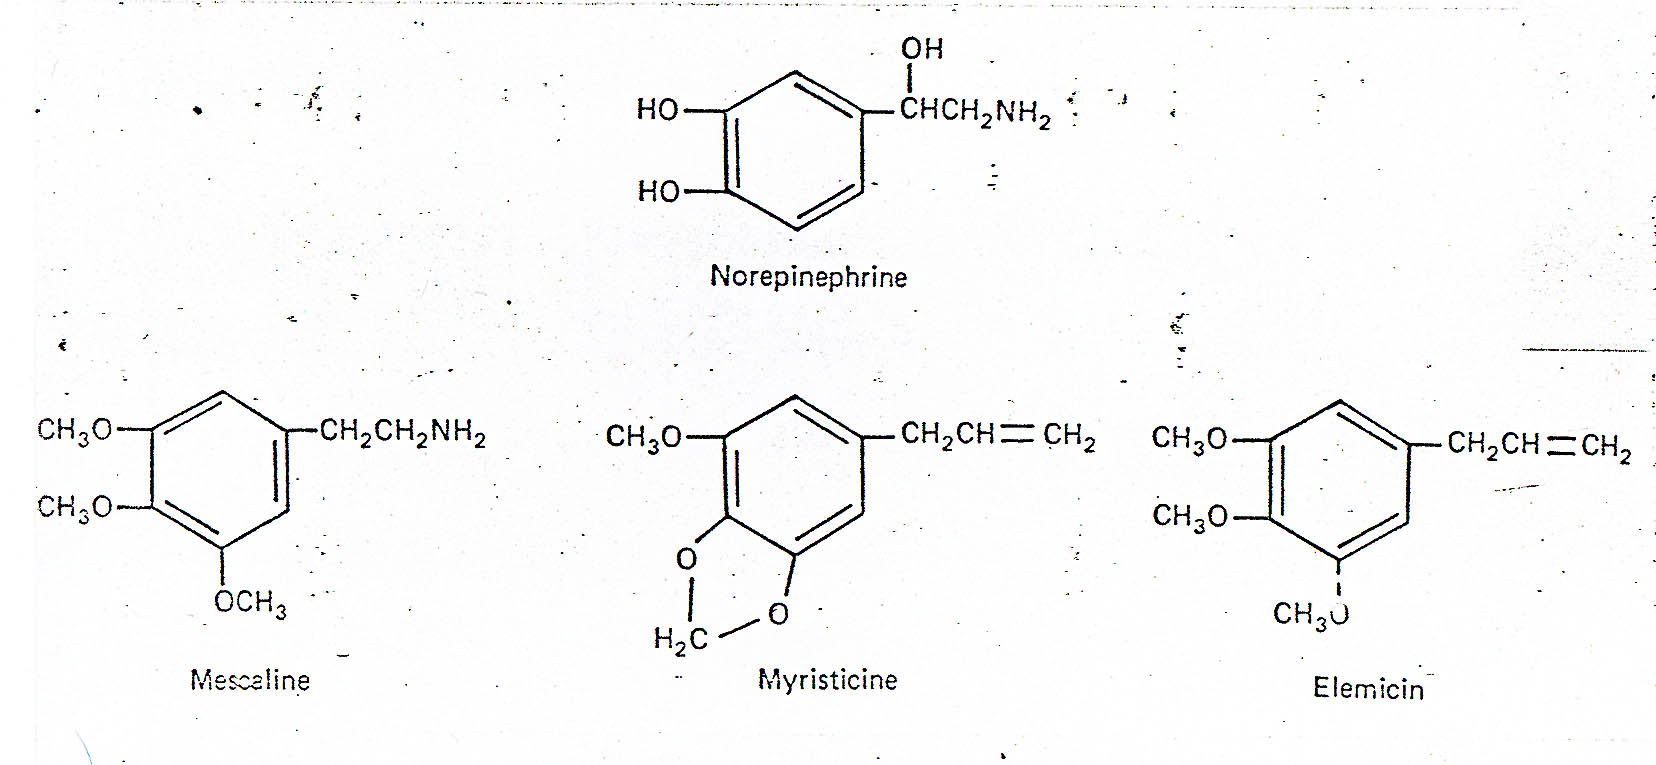 OH
HO CHCH₂NH₂
HO
Norepinephrine
CH₃O CH₂CH₂NH₂
CH₃O
OCH₃
Mescaline
CH₃O CH₂CH=CH₂
O
O
H₂C
Myristicine
CH₃O CH₂CH=CH₂
CH₃O
CH₃O
Elemicin